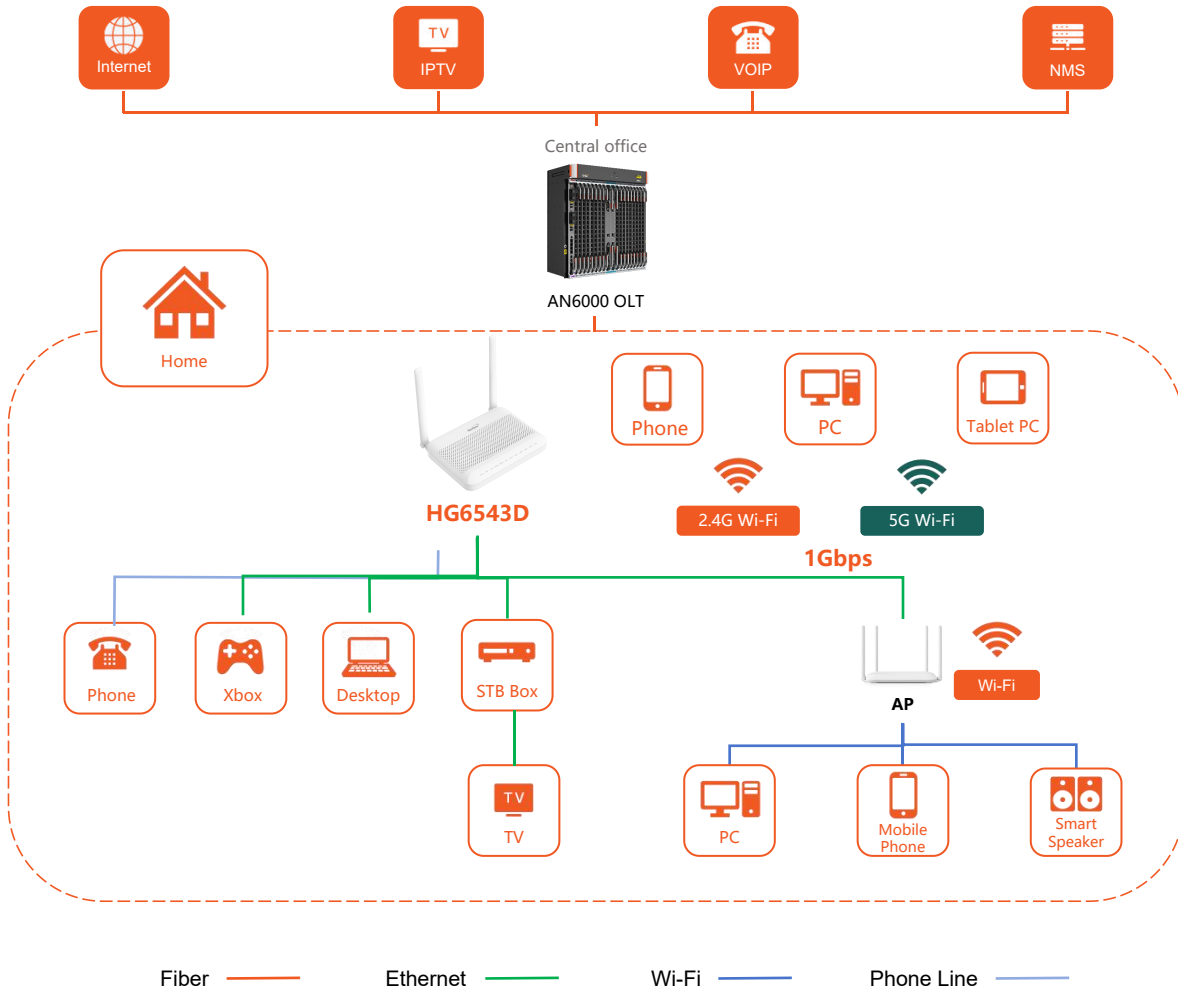 Internet
TV
IPTV
VOIP
NMS
Central office
AN6000 OLT
Home
Phone
PC
Tablet PC
HG6543D
2.4G Wi-Fi
5G Wi-Fi
1Gbps
Phone
Xbox
Desktop
STB Box
Wi-Fi
AP
TV
TV
PC
Mobile
Phone
Smart
Speaker
Fiber
Ethernet
Wi-Fi
Phone Line